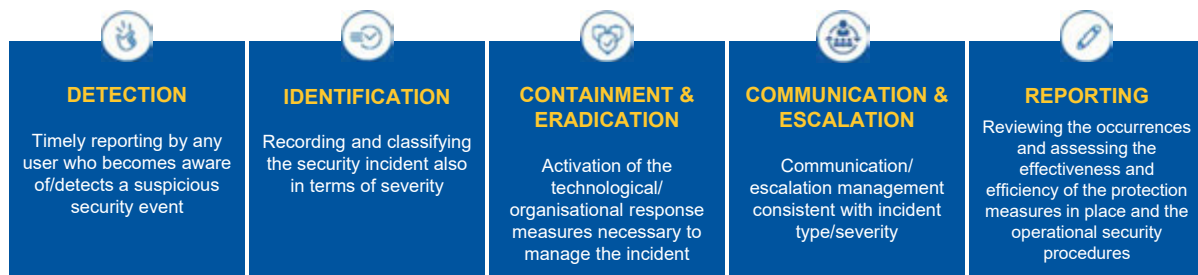 DETECTION
Timely reporting by any
user who becomes aware
of/detects a suspicious
security event
IDENTIFICATION
Recording and classifying
the security incident also
in terms of severity
CONTAINMENT &
ERADICATION
Activation of the
technological/
organisational response
measures necessary to
manage the incident
COMMUNICATION &
ESCALATION
Communication/
escalation management
consistent with incident
type/severity
REPORTING
Reviewing the occurrences
and assessing the
effectiveness and
efficiency of the protection
measures in place and the
operational security
procedures